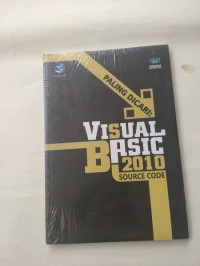 PALING DICARI:
VISUAL
BASIC
2010
SOURCE CODE